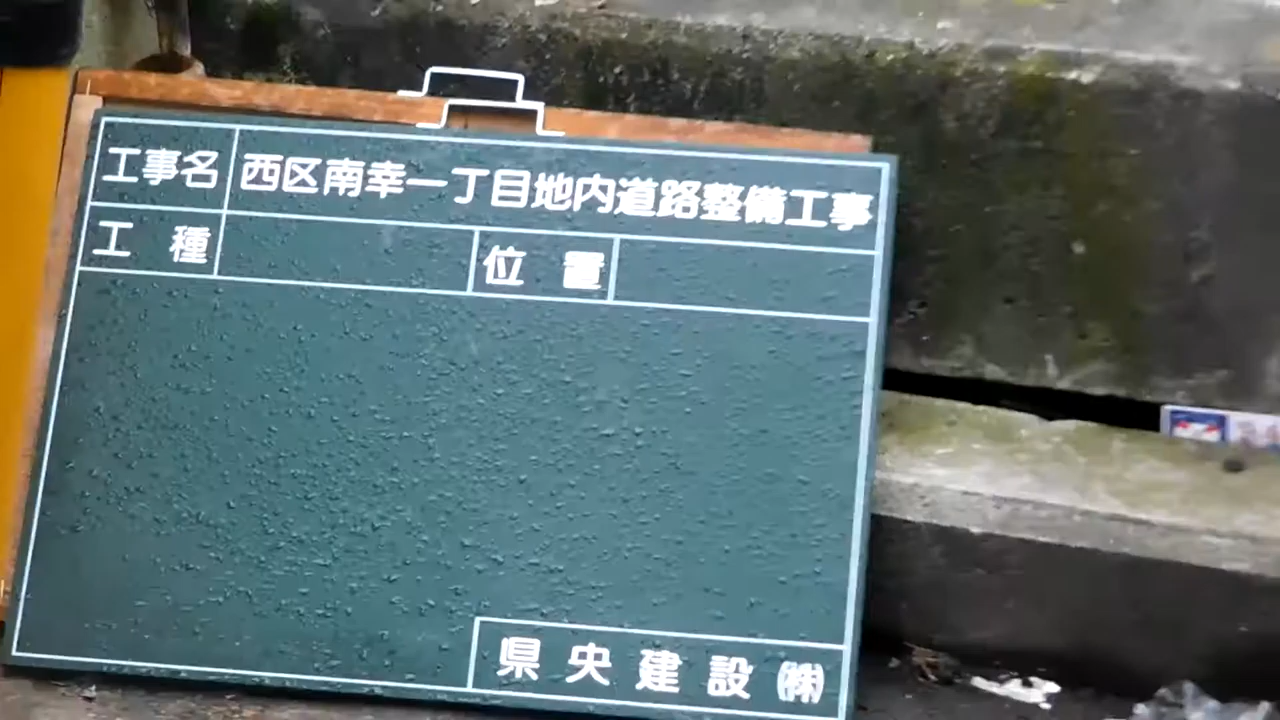 工事名 西区南幸一丁目地内道路整備工事
工 種 位 置
県 央 建 設 ㈱